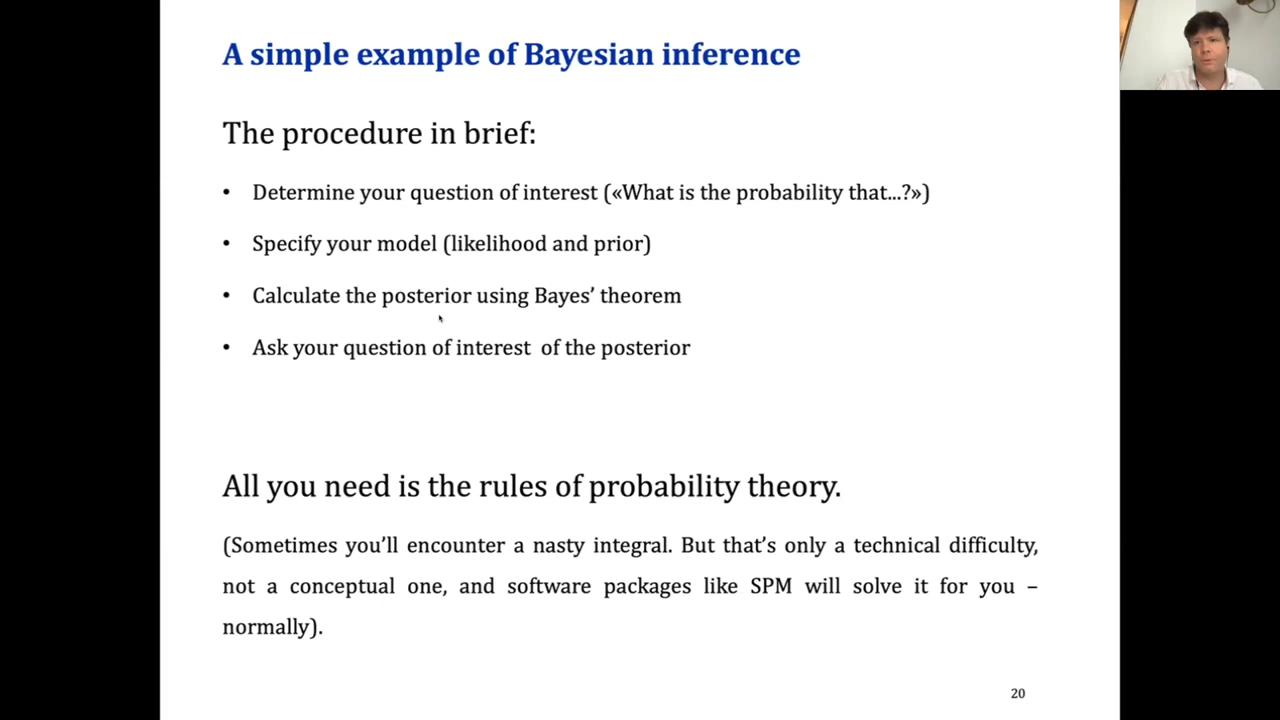 A simple example of Bayesian inference
The procedure in brief:
• Determine your question of interest («What is the probability that...?»)
• Specify your model (likelihood and prior)
• Calculate the posterior using Bayes’ theorem
• Ask your question of interest of the posterior
All you need is the rules of probability theory.
(Sometimes you’ll encounter a nasty integral. But that’s only a technical difficulty,
not a conceptual one, and software packages like SPM will solve it for you –
normally).
20